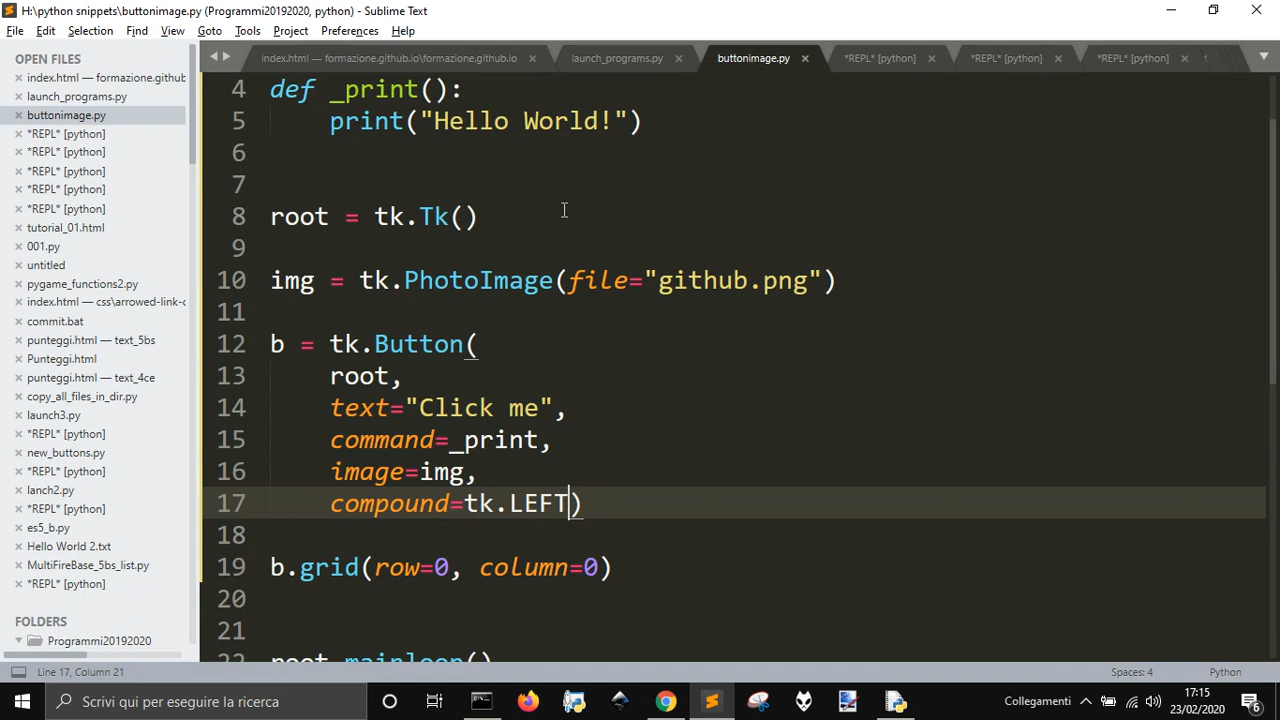 H:\python snippets\buttonimage.py (Programmi20192020, python) - Sublime Text
File Edit Selection Find View Goto Tools Project Preferences Help
OPEN FILES
index.html — formazione.github
launch_programs.py
buttonimage.py
*REPL* [python]
*REPL* [python]
*REPL* [python]
*REPL* [python]
*REPL* [python]
tutorial_01.html
001.py
untitled
pygame_functions2.py
index.html — css\arrowed-link-c
commit.bat
punteggi.html — text_5bs
Punteggi.html
punteggi.html — text_4ce
copy_all_files_in_dir.py
launch3.py
*REPL* [python]
new_buttons.py
*REPL* [python]
lanch2.py
*REPL* [python]
es5_b.py
Hello World 2.txt
MultiFireBase_5bs_list.py
*REPL* [python]
FOLDERS
Programmi20192020
index.html — formazione.github.io\formazione.github.io launch_programs.py buttonimage.py *REPL* [python] *REPL* [python] *REPL* [python]
4 def _print():
5 print("Hello World!")
6
7
8 root = tk.Tk()
9
10 img = tk.PhotoImage(file="github.png")
11
12 b = tk.Button(
13 root,
14 text="Click me",
15 command=_print,
16 image=img,
17 compound=tk.LEFT)
18
19 b.grid(row=0, column=0)
20
21
22 root.mainloop()
Line 17, Column 21 Spaces: 4 Python
Scrivi qui per eseguire la ricerca Collegamenti 17:15
23/02/2020 6